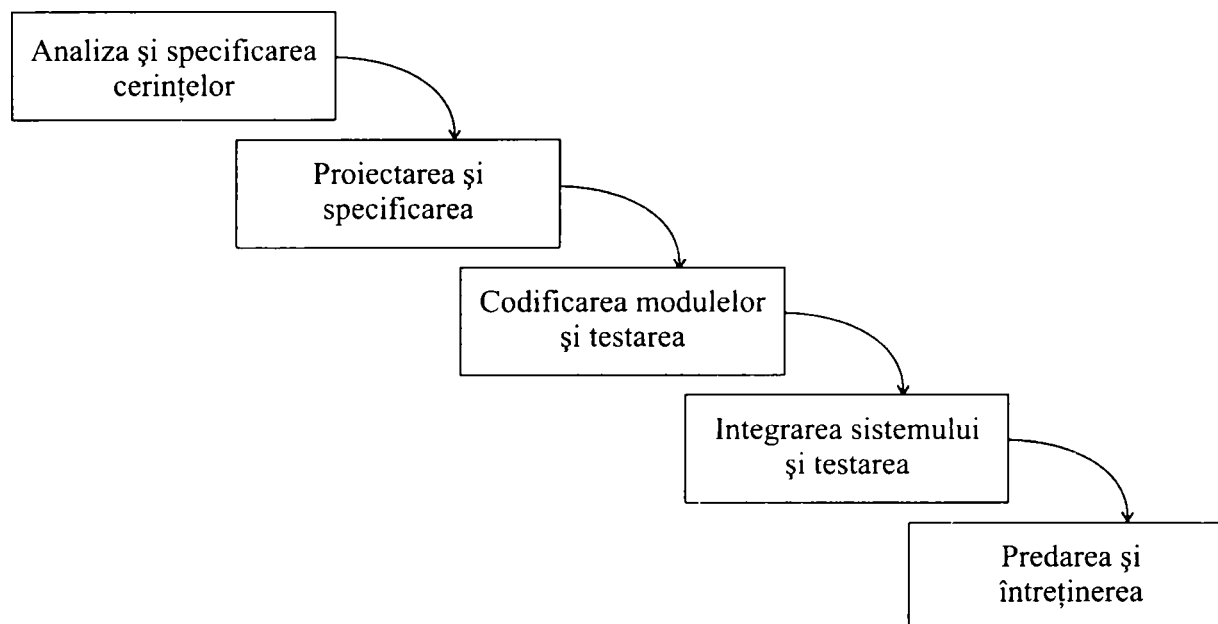 Analiza şi specificarea
cerinţelor
Proiectarea şi
specificarea
Codificarea modulelor
şi testarea
Integrarea sistemului
şi testarea
Predarea şi
întreţinerea